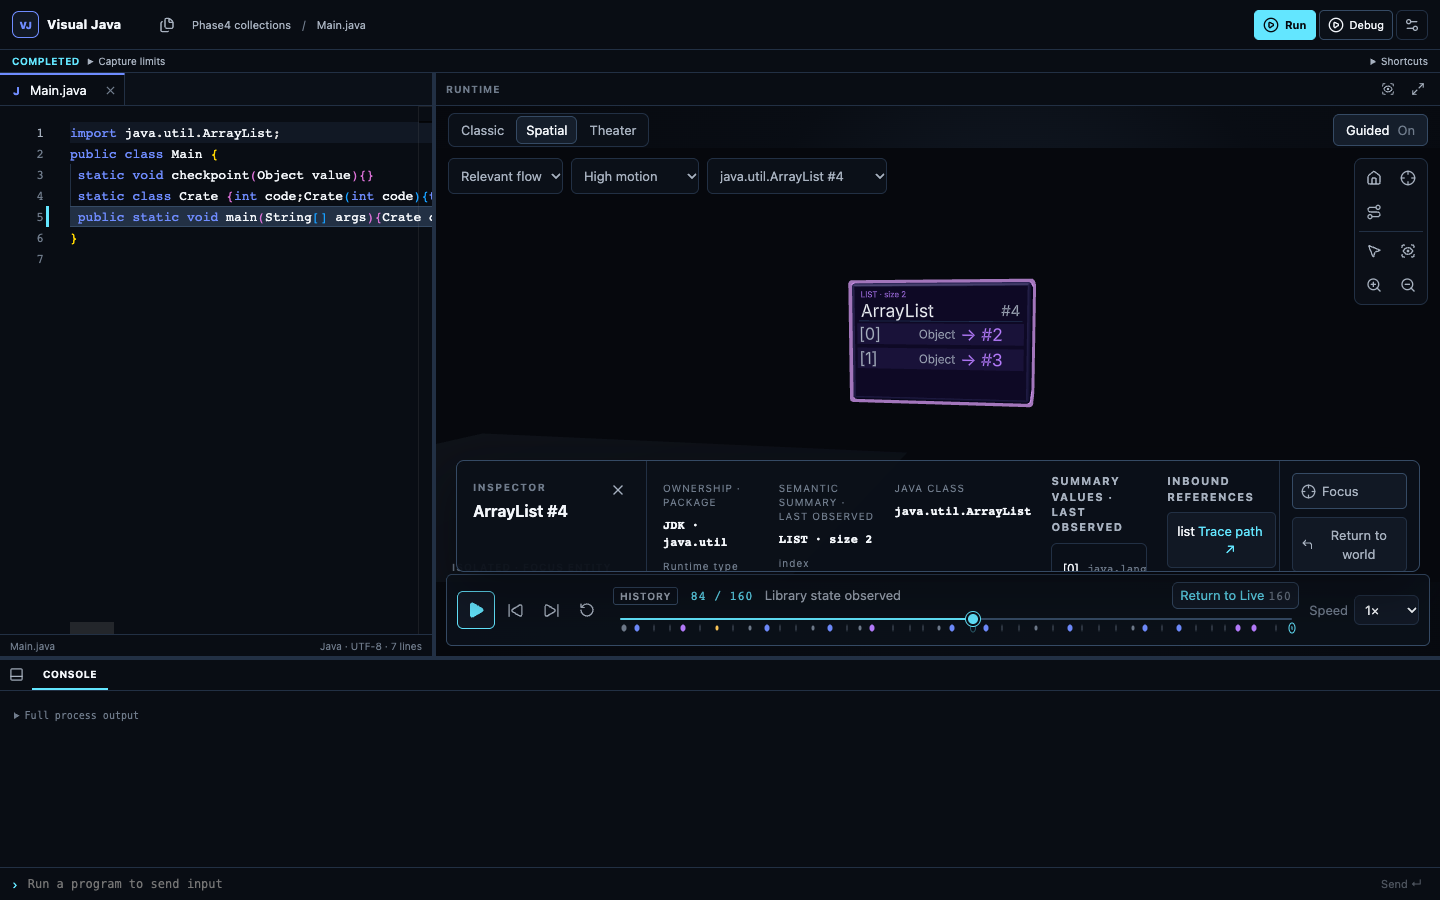 VJ Visual Java
Phase4 collections / Main.java
Run
Debug
COMPLETED ▶ Capture limits
▶ Shortcuts
J Main.java
1 import java.util.ArrayList;
2 public class Main {
3 static void checkpoint(Object value){}
4 static class Crate {int code;Crate(int code){
5 public static void main(String[] args){Crate
6 }
7
Main.java
Java · UTF-8 · 7 lines
RUNTIME
Classic Spatial Theater
Guided On
Relevant flow
High motion
java.util.ArrayList #4
LIST · size 2
ArrayList #4
[0] Object → #2
[1] Object → #3
INSPECTOR
ArrayList #4
OWNERSHIP ·
PACKAGE
JDK ·
java.util
Runtime type
SEMANTIC
SUMMARY ·
LAST OBSERVED
LIST · size 2
index
JAVA CLASS
java.util.ArrayList
SUMMARY
VALUES ·
LAST
OBSERVED
[0] java.lang
INBOUND
REFERENCES
list Trace path
↗
Focus
Return to
world
HISTORY 84 / 160 Library state observed
Return to Live 160
Speed 1×
CONSOLE
▶ Full process output
› Run a program to send input
Send ↵